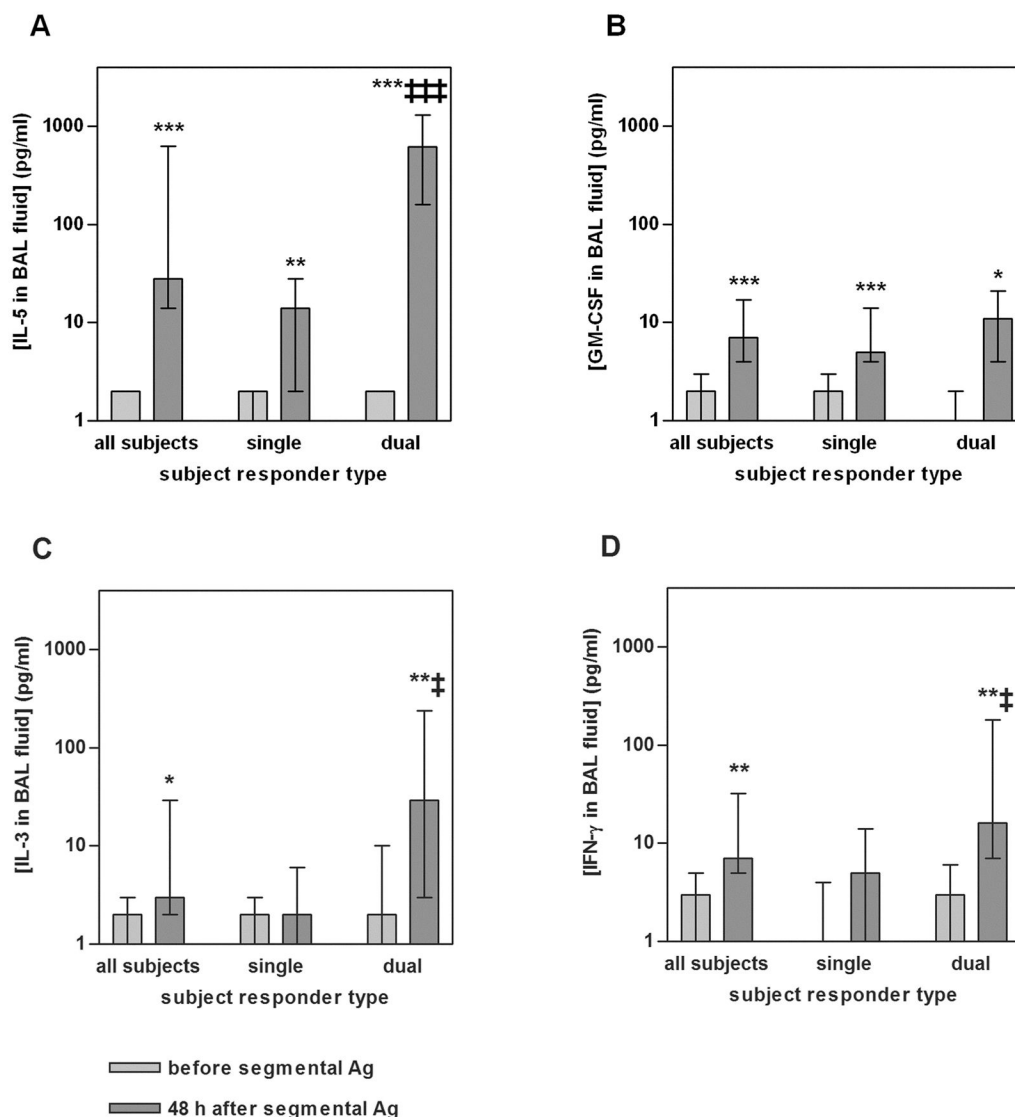 A
[IL-5 in BAL fluid] (pg/ml)
1000
100
10
1
***
**
***‡‡‡
all subjects single dual
subject responder type
B
[GM-CSF in BAL fluid] (pg/ml)
1000
100
10
1
***
***
*
all subjects single dual
subject responder type
C
[IL-3 in BAL fluid] (pg/ml)
1000
100
10
1
*
**‡
all subjects single dual
subject responder type
D
[IFN-γ in BAL fluid] (pg/ml)
1000
100
10
1
**
**‡
all subjects single dual
subject responder type
before segmental Ag
48 h after segmental Ag